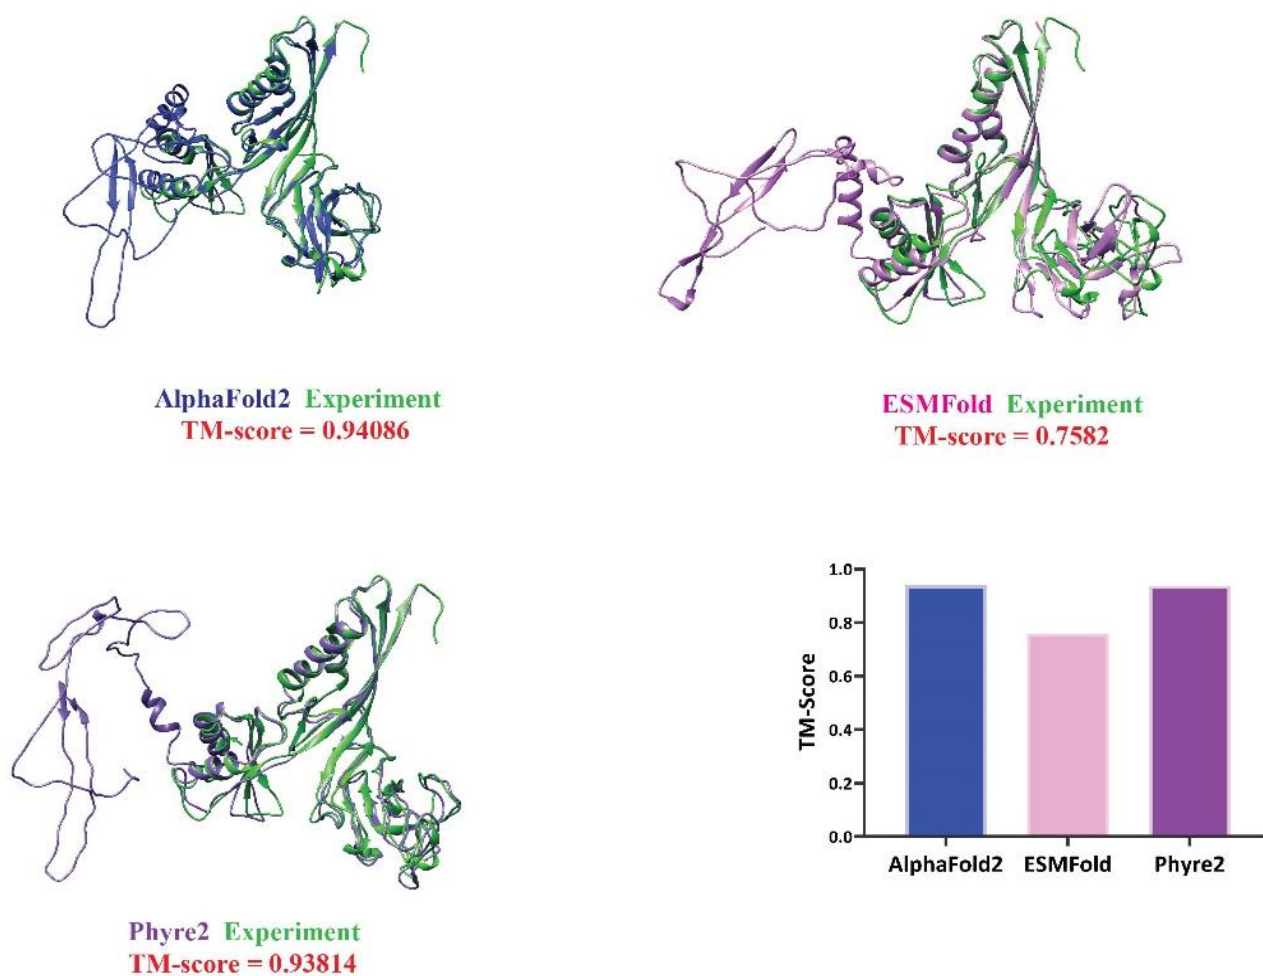 AlphaFold2 Experiment
TM-score = 0.94086
ESMFold Experiment
TM-score = 0.7582
Phyre2 Experiment
TM-score = 0.93814
TM-Score
1.0
0.8
0.6
0.4
0.2
0.0
AlphaFold2 ESMFold Phyre2